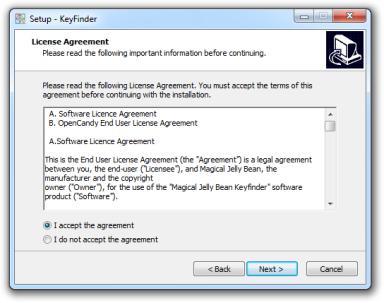 Setup - KeyFinder
License Agreement
Please read the following important information before continuing.
Please read the following License Agreement. You must accept the terms of this
agreement before continuing with the installation.
A. Software Licence Agreement
B. OpenCandy End User License Agreement
A.Software Licence Agreement
This is the End User License Agreement (the "Agreement") is a legal agreement
between you, the end-user ("Licensee"), and Magical Jelly Bean, the
manufacturer and the copyright
owner ("Owner"), for the use of the "Magical Jelly Bean Keyfinder" software
product ("Software").
I accept the agreement
I do not accept the agreement
< Back
Next >
Cancel